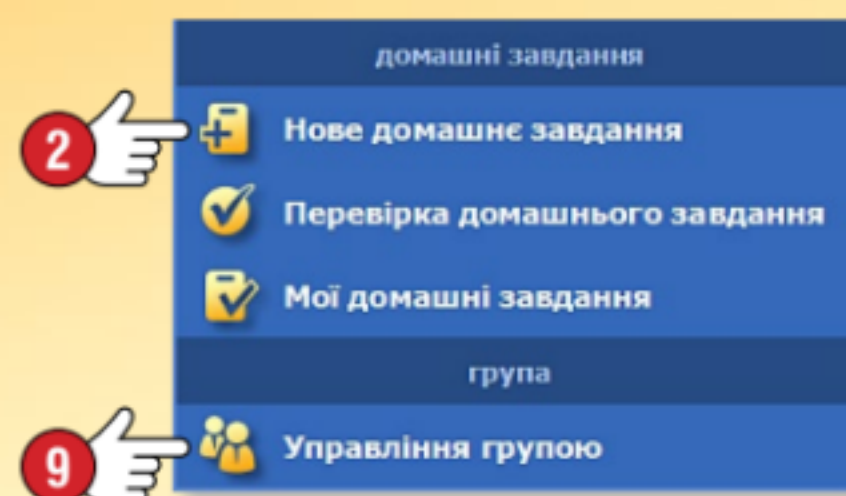 домашні завдання
2
Нове домашнє завдання
Перевірка домашнього завдання
Мої домашні завдання
група
9
Управління групою